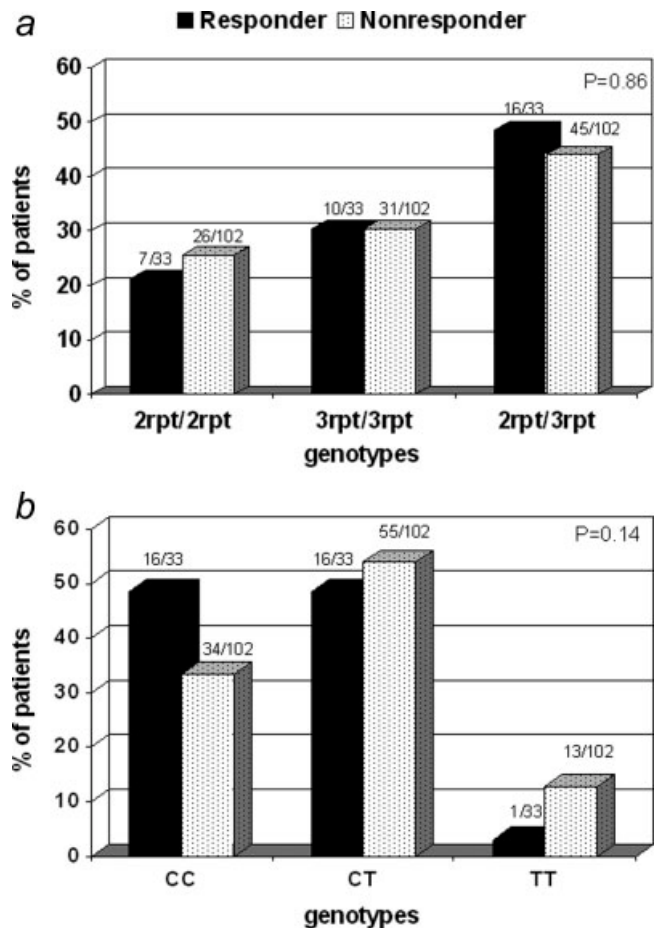 a
Responder Nonresponder
P=0.86
60
50
40
30
20
10
0
% of patients
7/33
26/102
10/33
31/102
16/33
45/102
2rpt/2rpt 3rpt/3rpt 2rpt/3rpt
genotypes
b
P=0.14
60
50
40
30
20
10
0
% of patients
16/33
34/102
16/33
55/102
1/33
13/102
CC CT TT
genotypes